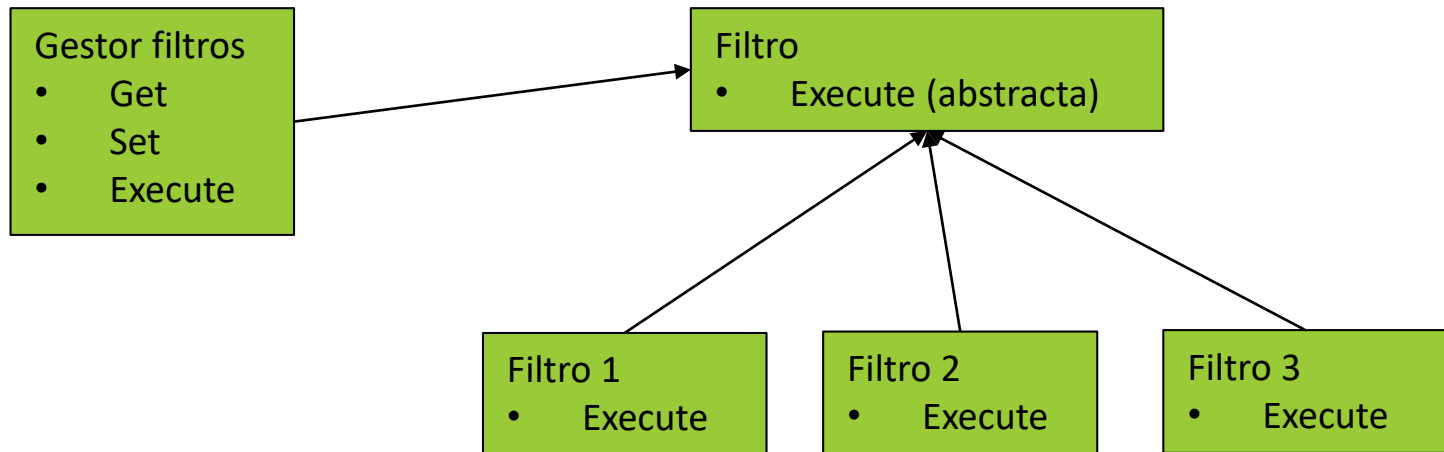 Gestor filtros
• Get
• Set
• Execute
Filtro
• Execute (abstracta)
Filtro 1
• Execute
Filtro 2
• Execute
Filtro 3
• Execute